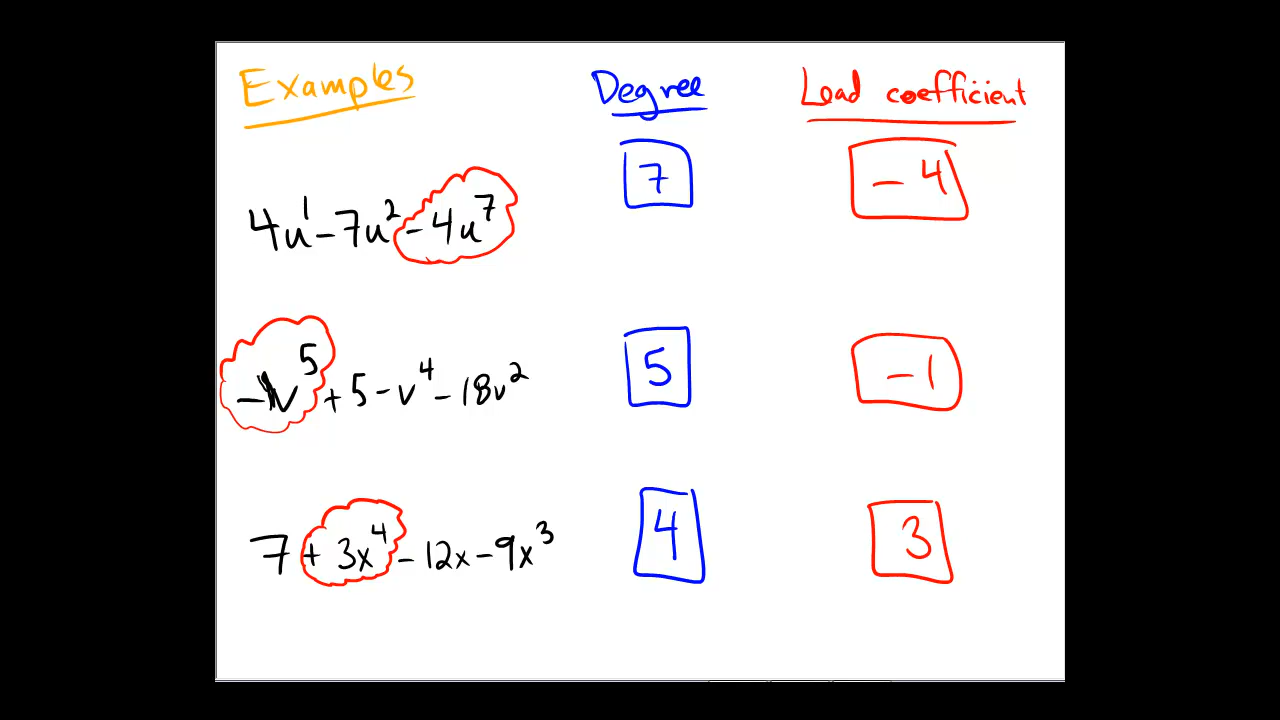 Examples Degree Lead coefficient
4u¹ - 7u² - 4u⁷ 7 -4
-1v⁵ + 5 - v⁴ - 18v² 5 -1
7 + 3x⁴ - 12x - 9x³ 4 3